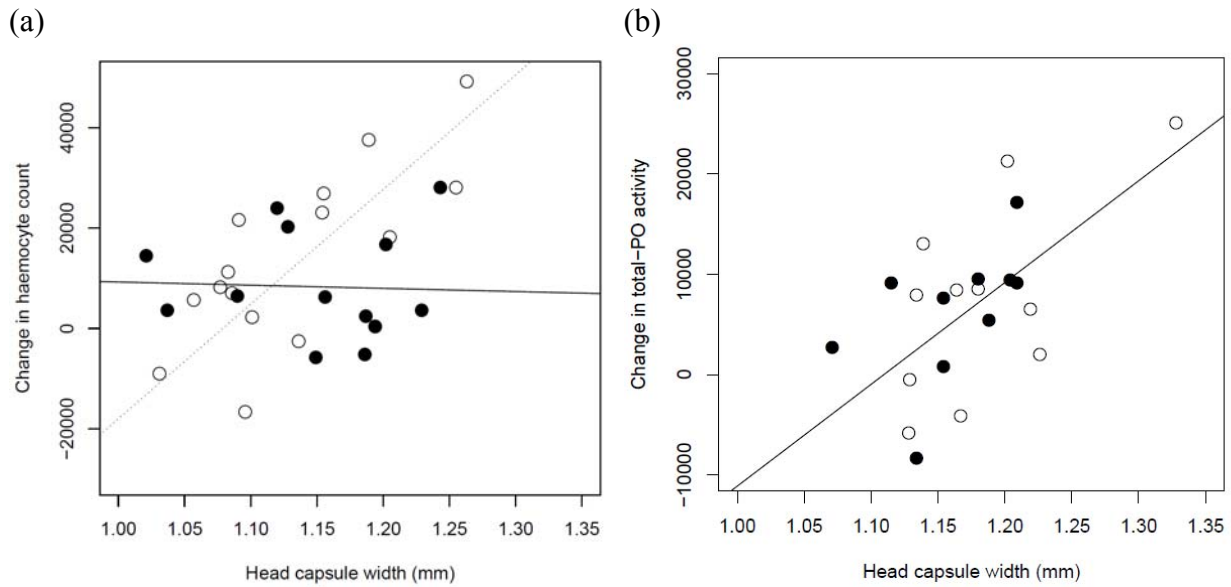 (a)
(b)
Change in haemocyte count
40000
20000
0
−20000
1.00 1.05 1.10 1.15 1.20 1.25 1.30 1.35
Head capsule width (mm)
Change in total−PO activity
30000
20000
10000
0
−10000
1.00 1.05 1.10 1.15 1.20 1.25 1.30 1.35
Head capsule width (mm)